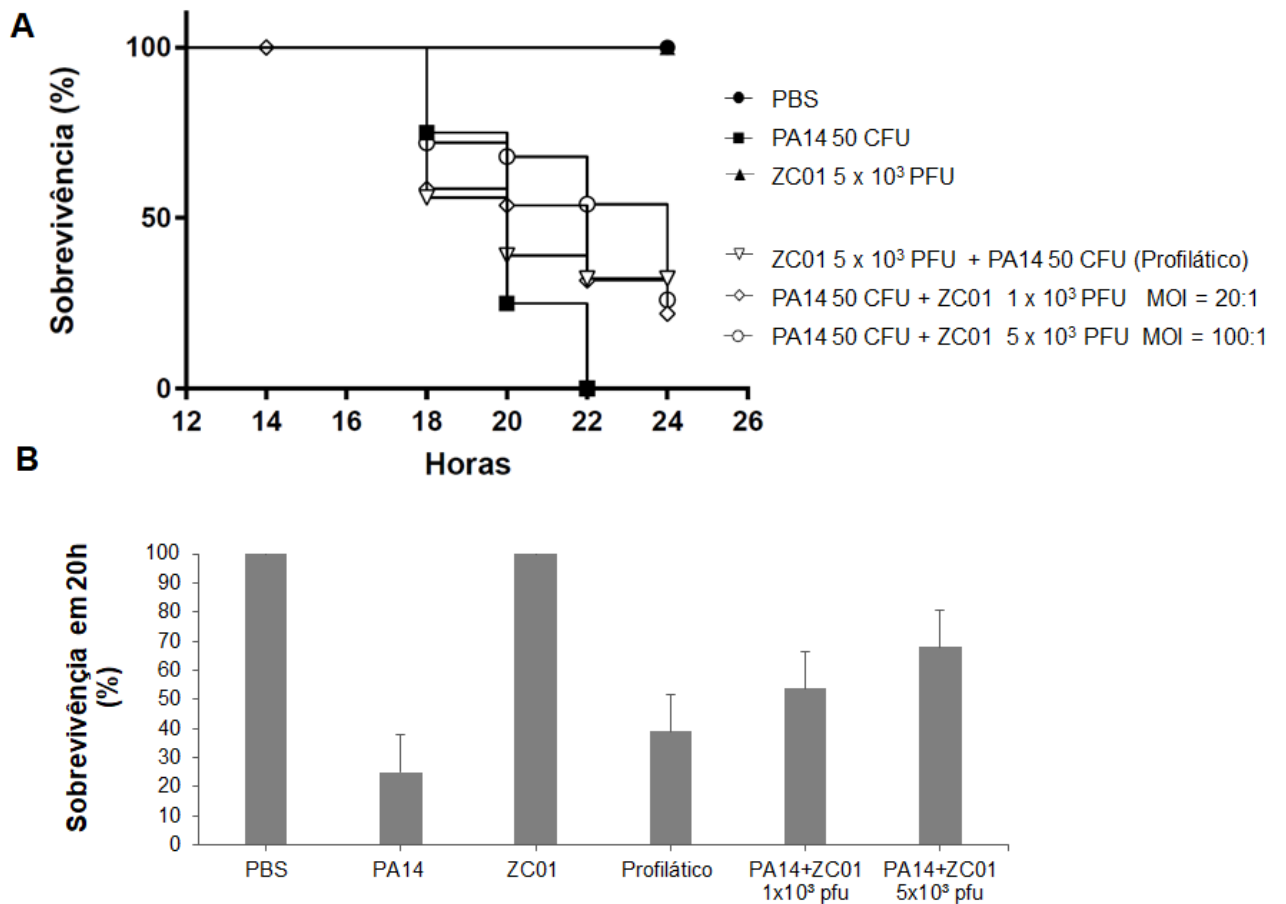 A
Sobrevivência (%)
100
50
0
12 14 16 18 20 22 24 26
Horas
PBS
PA14 50 CFU
ZC01 5 x 10³ PFU
ZC01 5 x 10³ PFU + PA14 50 CFU (Profilático)
PA14 50 CFU + ZC01 1 x 10³ PFU MOI = 20:1
PA14 50 CFU + ZC01 5 x 10³ PFU MOI = 100:1
B
Sobrevivênçia em 20h
(%)
100
90
80
70
60
50
40
30
20
10
0
PBS PA14 ZC01 Profilático PA14+ZC01 PA14+ZC01
1x10³ pfu 5x10³ pfu